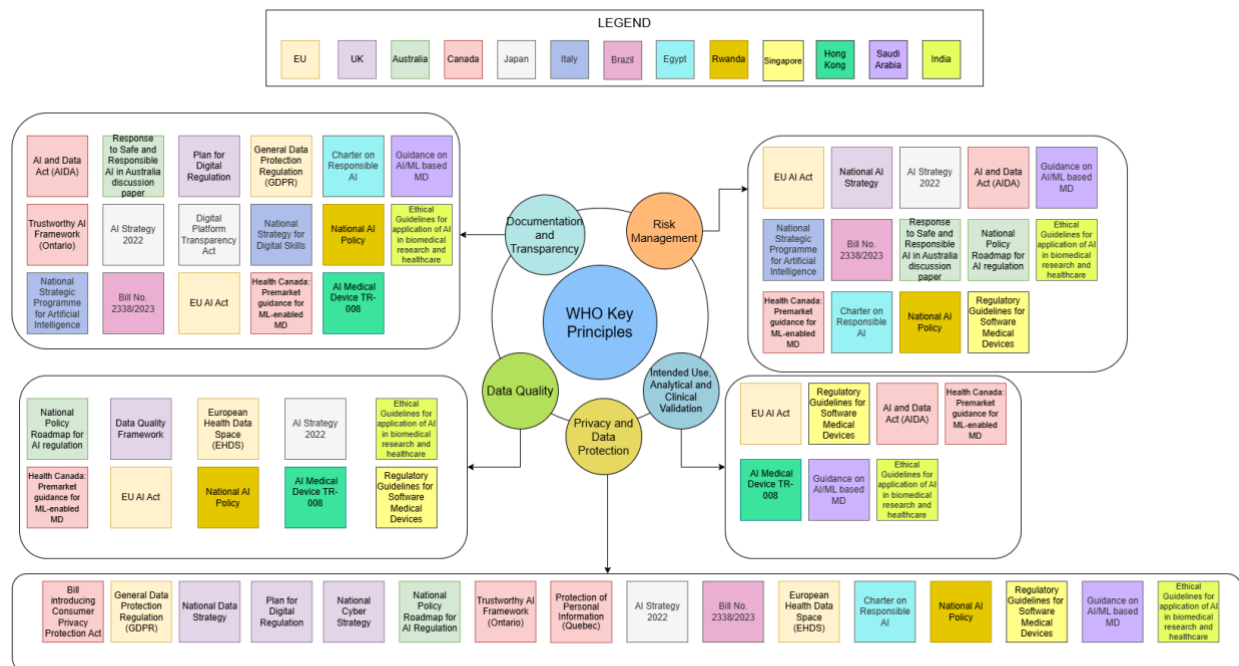 LEGEND
EU
UK
Australia
Canada
Japan
Italy
Brazil
Egypt
Rwanda
Singapore
Hong
Kong
Saudi
Arabia
India
AI and Data
Act (AIDA)
Response
to Safe and
Responsible
AI in Australia
discussion
paper
Plan for
Digital
Regulation
General Data
Protection
Regulation
(GDPR)
Charter on
Responsible
AI
Guidance on
AI/ML based
MD
Trustworthy AI
Framework
(Ontario)
AI Strategy
2022
Digital
Platform
Transparency
Act
National
Strategy for
Digital Skills
National AI
Policy
Ethical
Guidelines for
application of AI
in biomedical
research and
healthcare
National
Strategic
Programme for
Artificial
Intelligence
Bill No.
2338/2023
EU AI Act
Health Canada:
Premarket
guidance for
ML-enabled MD
AI Medical
Device TR-
008
Documentation
and
Transparency
Risk
Management
WHO Key
Principles
Data Quality
Privacy and
Data
Protection
Intended Use,
Analytical and
Clinical
Validation
EU AI Act
National AI
Strategy
AI Strategy
2022
AI and Data
Act (AIDA)
Guidance on
AI/ML based
MD
National
Strategic
Programme
for Artificial
Intelligence
Bill No.
2338/2023
Response
to Safe and
Responsible
AI in Australia
discussion
paper
National
Policy
Roadmap for
AI regulation
Ethical
Guidelines for
application of AI
in biomedical
research and
healthcare
Health Canada:
Premarket
guidance for
ML-enabled
MD
Charter on
Responsible
AI
National AI
Policy
Regulatory
Guidelines for
Software
Medical
Devices
National
Policy
Roadmap for
AI regulation
Data Quality
Framework
European
Health Data
Space
(EHDS)
AI Strategy
2022
Ethical
Guidelines for
application of AI
in biomedical
research and
healthcare
Health Canada:
Premarket
guidance for
ML-enabled
MD
EU AI Act
National AI
Policy
AI Medical
Device TR-
008
Regulatory
Guidelines for
Software
Medical
Devices
EU AI Act
Regulatory
Guidelines for
Software
Medical
Devices
AI and Data
Act (AIDA)
Health Canada:
Premarket
guidance for
ML-enabled MD
AI Medical
Device TR-
008
Guidance on
AI/ML based
MD
Ethical
Guidelines for
application of AI
in biomedical
research and
healthcare
Bill
introducing
Consumer
Privacy
Protection Act
General Data
Protection
Regulation
(GDPR)
National Data
Strategy
Plan for
Digital
Regulation
National
Cyber
Strategy
National
Policy
Roadmap for
AI Regulation
Trustworthy AI
Framework
(Ontario)
Protection of
Personal
Information
(Quebec)
AI Strategy
2022
Bill No.
2338/2023
European
Health Data
Space
(EHDS)
Charter on
Responsible
AI
National AI
Policy
Regulatory
Guidelines for
Software
Medical
Devices
Guidance on
AI/ML based
MD
Ethical
Guidelines for
application of AI
in biomedical
research and
healthcare